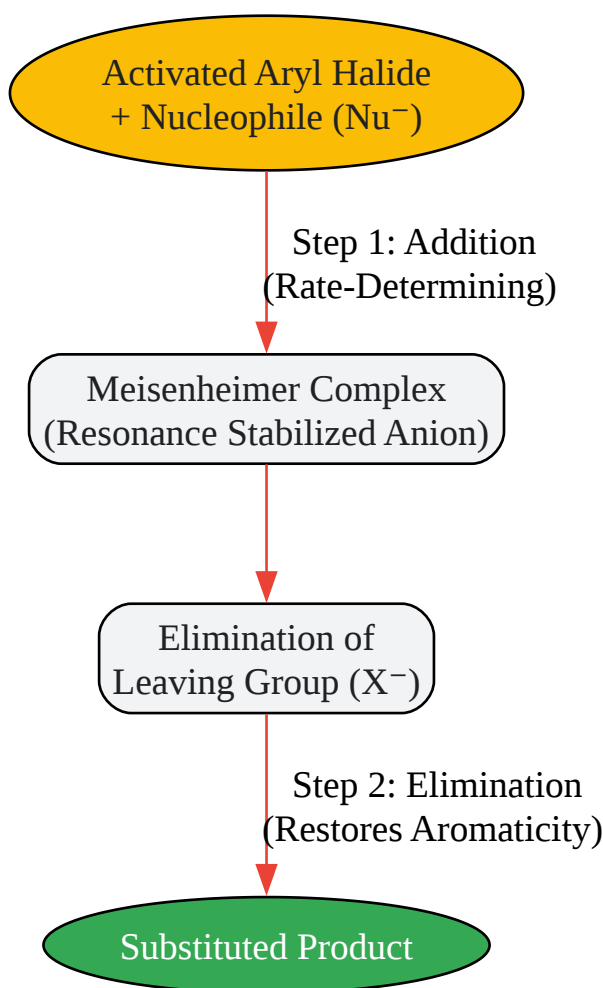 Activated Aryl Halide
+ Nucleophile (Nu⁻)
Step 1: Addition
(Rate-Determining)
Meisenheimer Complex
(Resonance Stabilized Anion)
Elimination of
Leaving Group (X⁻)
Step 2: Elimination
(Restores Aromaticity)
Substituted Product